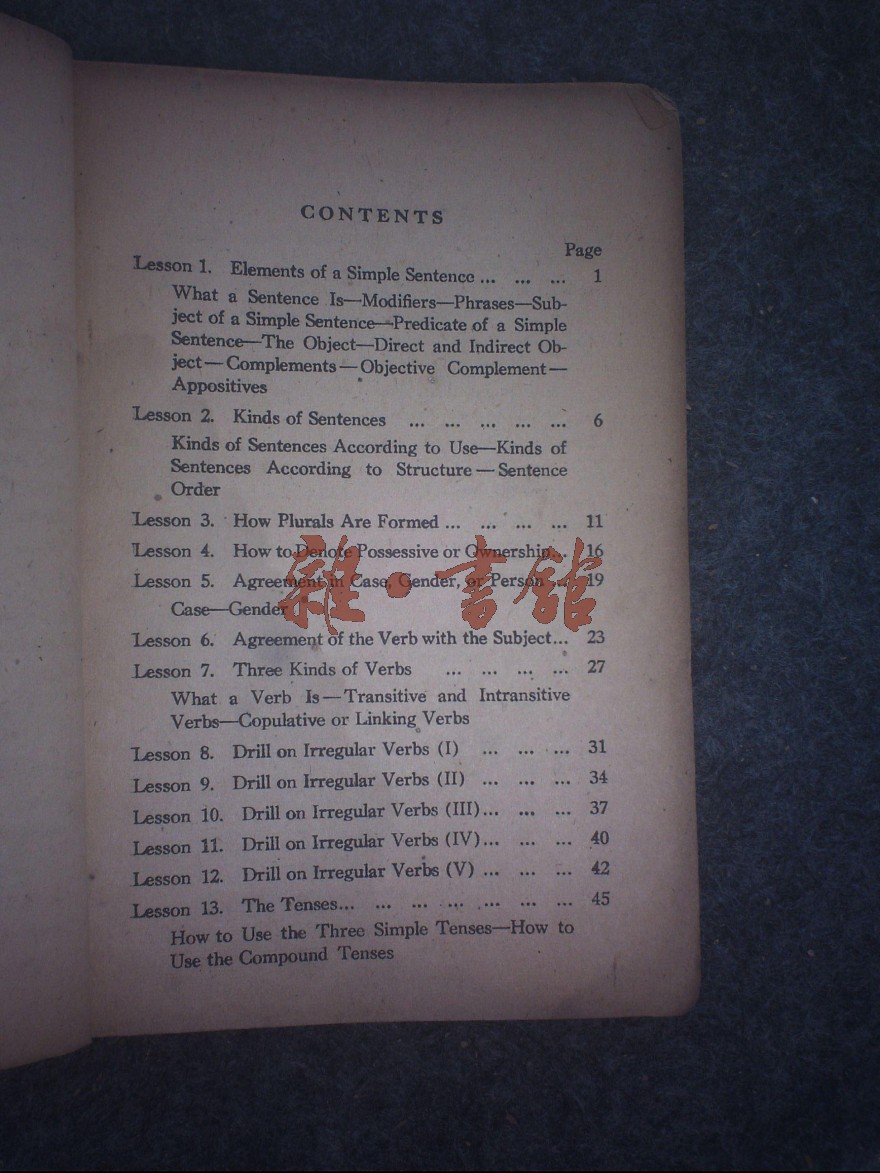 CONTENTS
Page
Lesson 1. Elements of a Simple Sentence ... ... ... 1
What a Sentence Is—Modifiers—Phrases—Sub-
ject of a Simple Sentence—Predicate of a Simple
Sentence—The Object—Direct and Indirect Ob-
ject—Complements—Objective Complement—
Appositives
Lesson 2. Kinds of Sentences ... ... ... ... ... 6
Kinds of Sentences According to Use—Kinds of
Sentences According to Structure—Sentence
Order
Lesson 3. How Plurals Are Formed ... ... ... ... 11
Lesson 4. How to Denote Possessive or Ownership... 16
Lesson 5. Agreement in Case, Gender, or Person ... 19
Case—Gender
雜·書館
Lesson 6. Agreement of the Verb with the Subject... 23
Lesson 7. Three Kinds of Verbs ... ... ... ... 27
What a Verb Is—Transitive and Intransitive
Verbs—Copulative or Linking Verbs
Lesson 8. Drill on Irregular Verbs (I) ... ... ... 31
Lesson 9. Drill on Irregular Verbs (II) ... ... ... 34
Lesson 10. Drill on Irregular Verbs (III)... ... ... 37
Lesson 11. Drill on Irregular Verbs (IV)... ... ... 40
Lesson 12. Drill on Irregular Verbs (V) ... ... ... 42
Lesson 13. The Tenses... ... ... ... ... ... ... 45
How to Use the Three Simple Tenses—How to
Use the Compound Tenses